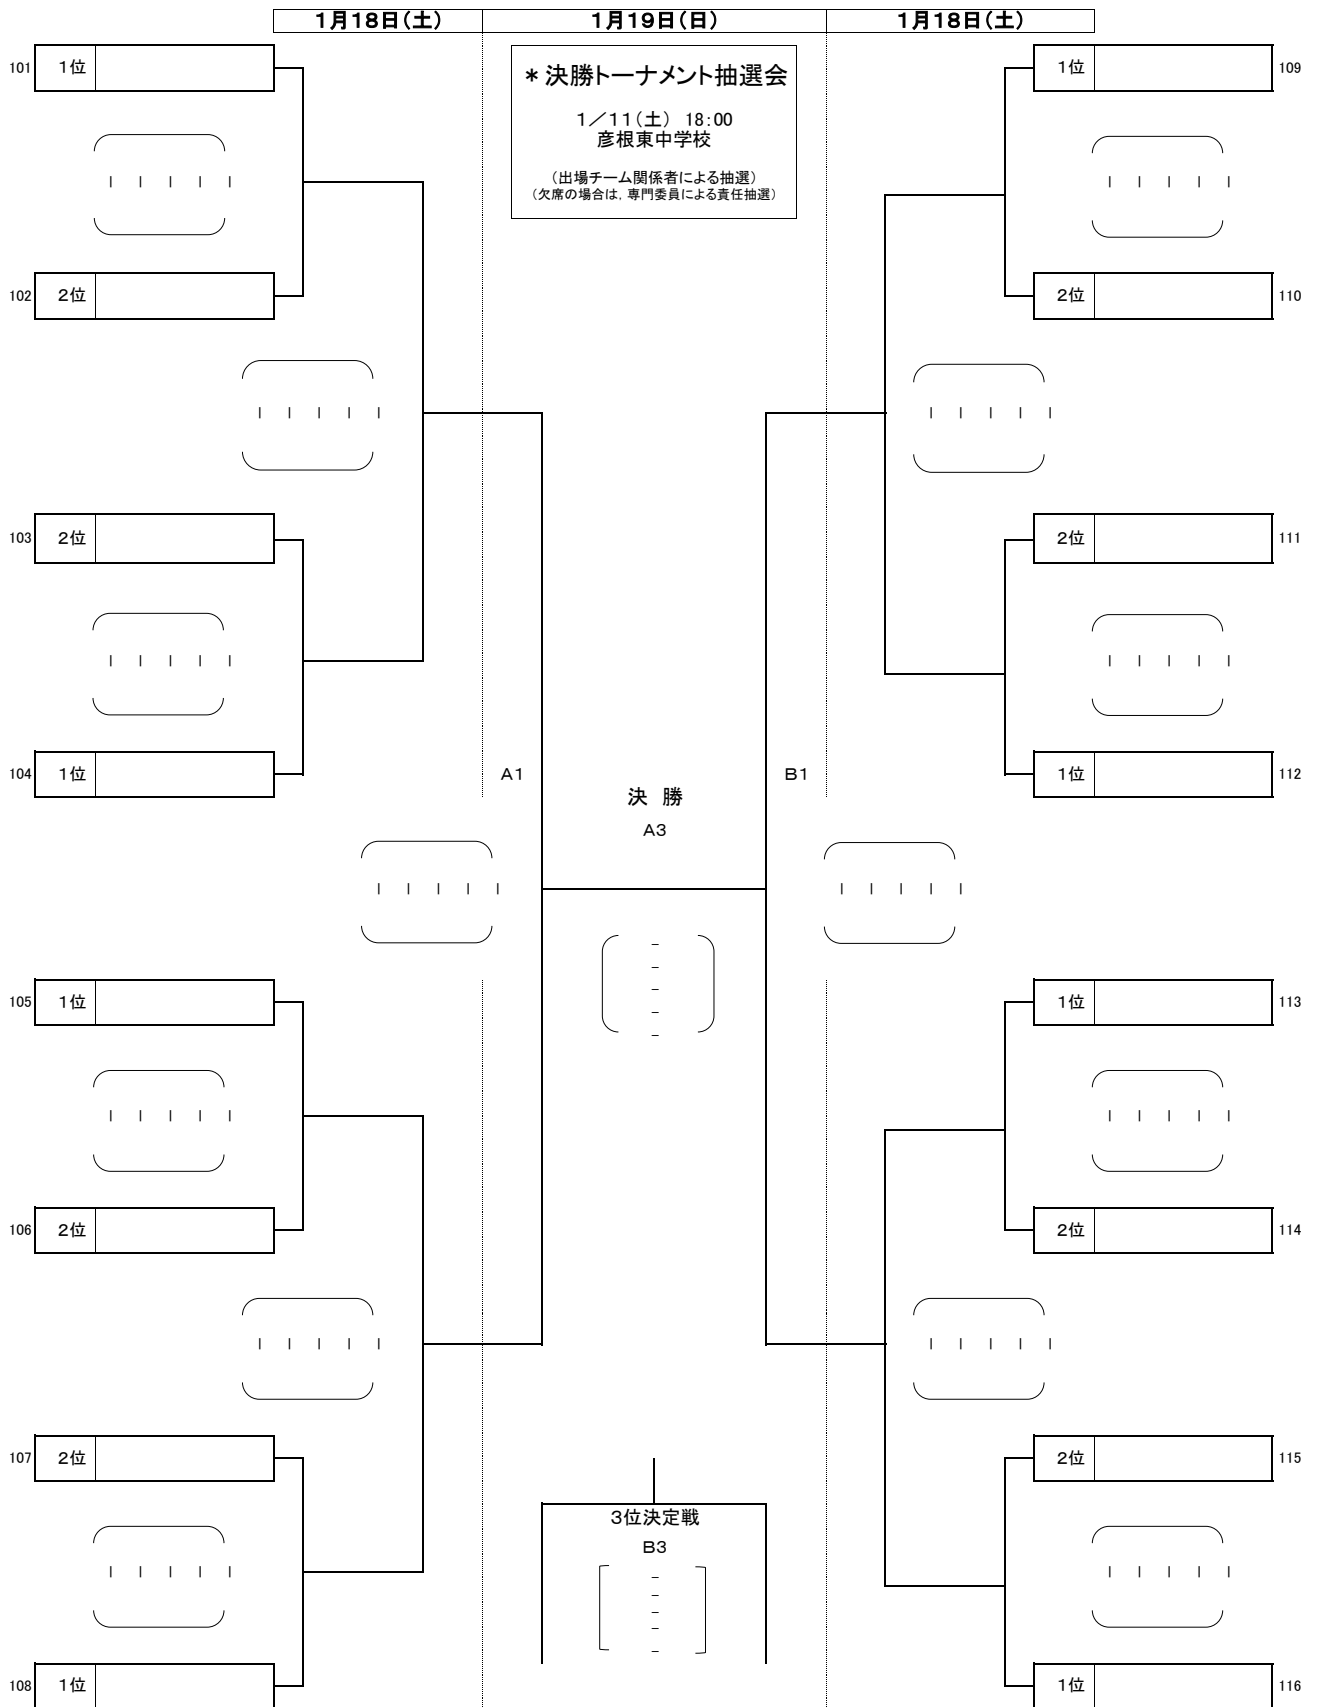 1月18日(土) 1月19日(日) 1月18日(土)
101 1位
1位 109
*決勝トーナメント抽選会
1/11(土) 18:00
彦根東中学校
(出場チーム関係者による抽選)
(欠席の場合は,専門委員による責任抽選)
102 2位
2位 110
103 2位
2位 111
104 1位
A1
B1
1位 112
決 勝
A3
105 1位
1位 113
106 2位
2位 114
107 2位
2位 115
3位決定戦
B3
108 1位
1位 116